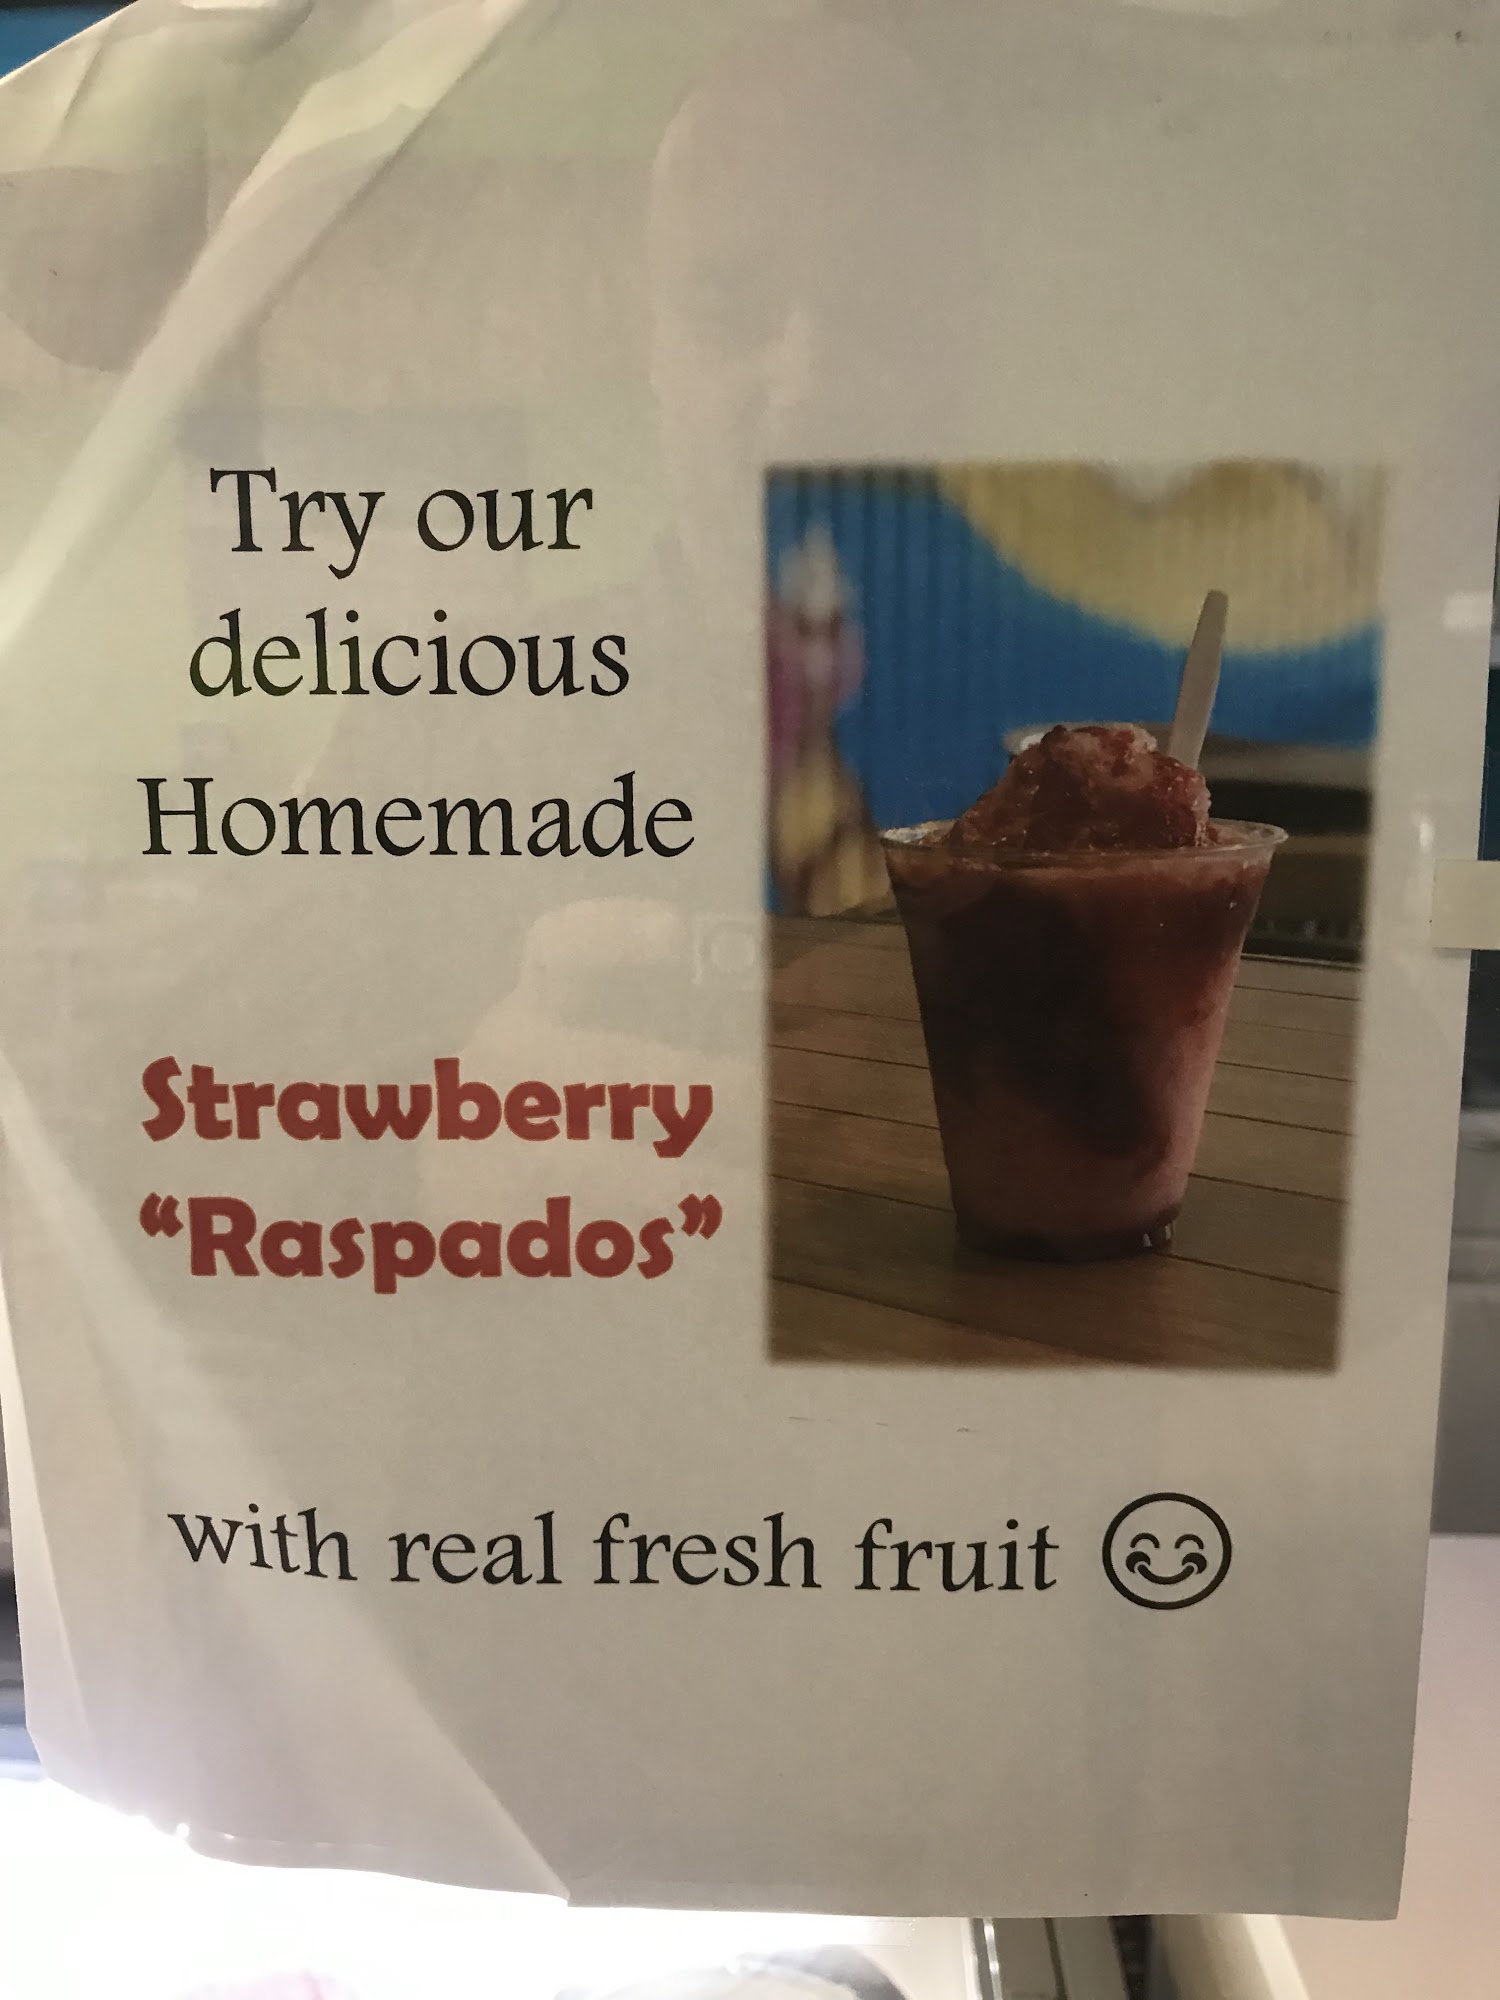 Try our
delicious
Homemade
Strawberry
“Raspados”
with real fresh fruit 😊